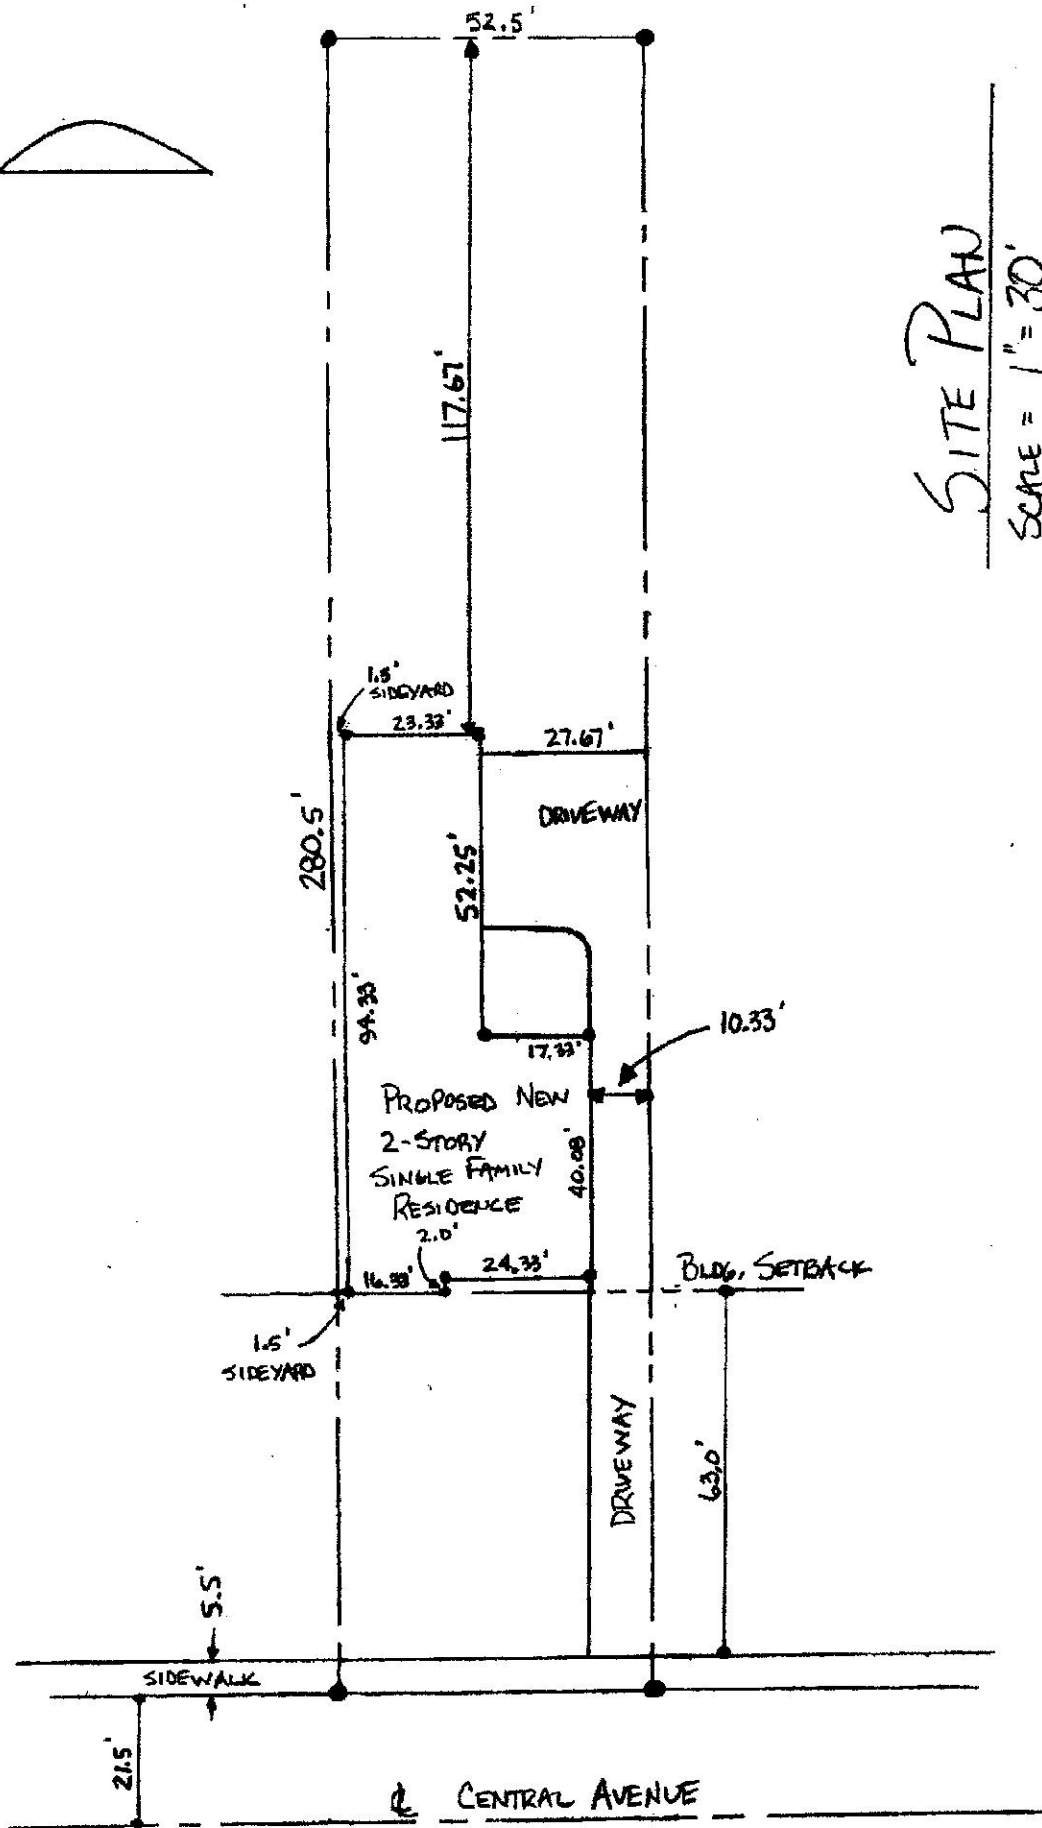 52.5'
SITE PLAN
SCALE = 1" = 30'
117.67'
1.5'
SIDEYARD
23.33'
27.67'
DRIVEWAY
280.5'
52.25'
94.33'
17.33'
10.33'
PROPOSED NEW
2-STORY
SINGLE FAMILY
RESIDENCE
40.08'
2.0'
16.33'
24.33'
BLDG. SETBACK
1.5'
SIDEYARD
DRIVEWAY
63.0'
5.5'
SIDEWALK
21.5'
℄ CENTRAL AVENUE